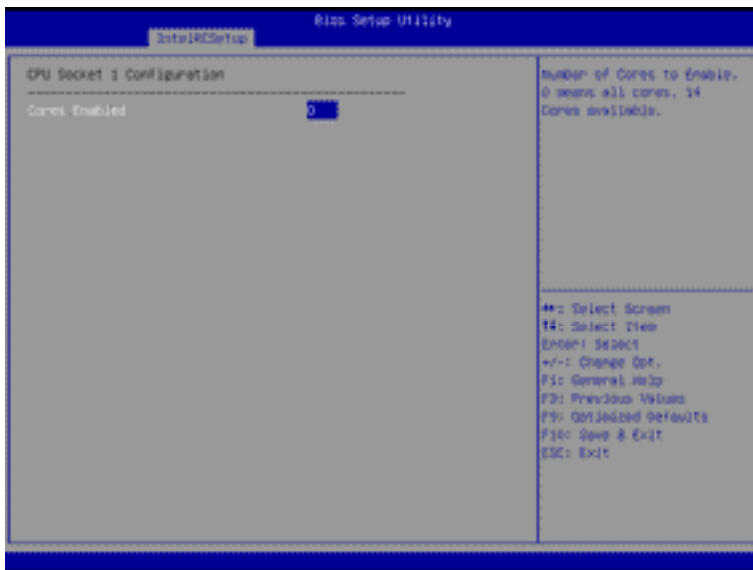 Bios Setup Utility
IntelRCSetup
CPU Socket 1 Configuration
Cores Enabled
0
Number of Cores to Enable.
0 means all cores. 14
Cores available.
: Select Screen
: Select Item
Enter: Select
+/-: Change Opt.
F1: General Help
Previous Values
F9: Optimized Defaults
F10: Save & Exit
ESC: Exit